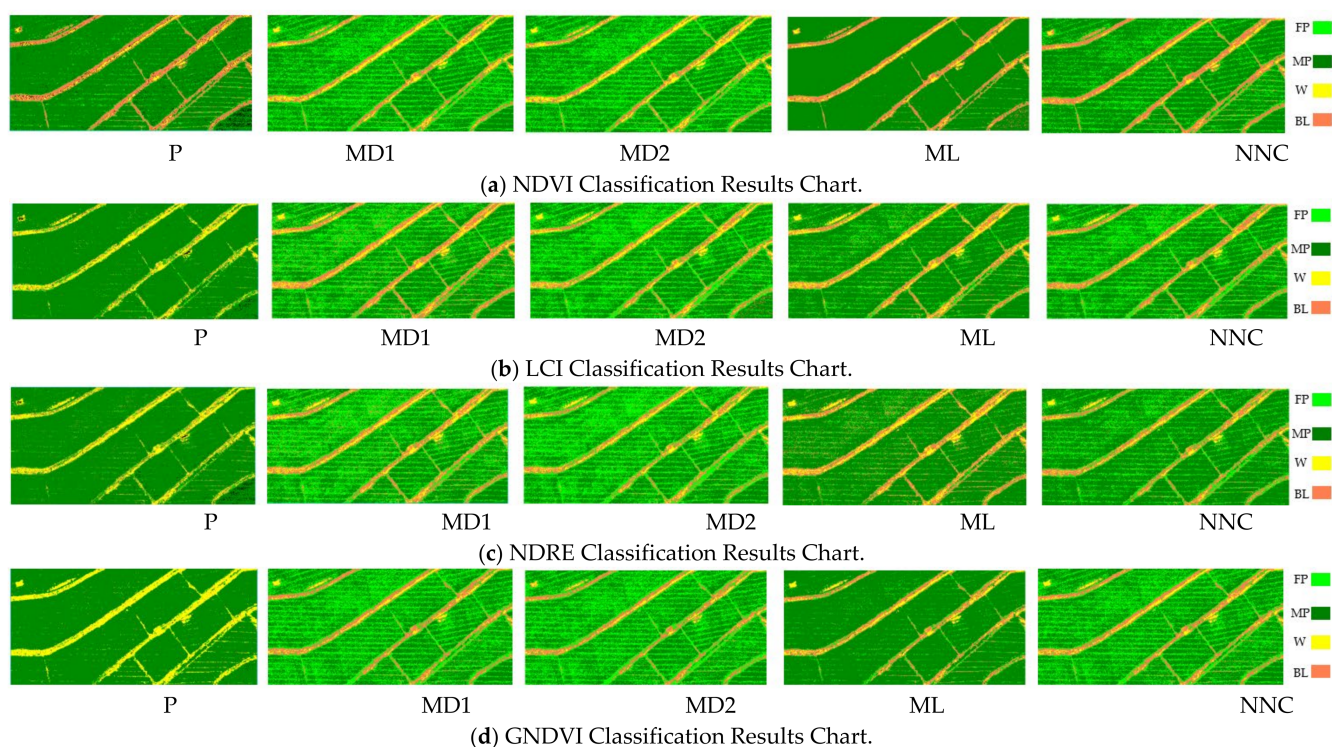 FP
MP
W
BL
P MD1 MD2 ML NNC
(a) NDVI Classification Results Chart.
FP
MP
W
BL
P MD1 MD2 ML NNC
(b) LCI Classification Results Chart.
FP
MP
W
BL
P MD1 MD2 ML NNC
(c) NDRE Classification Results Chart.
FP
MP
W
BL
P MD1 MD2 ML NNC
(d) GNDVI Classification Results Chart.